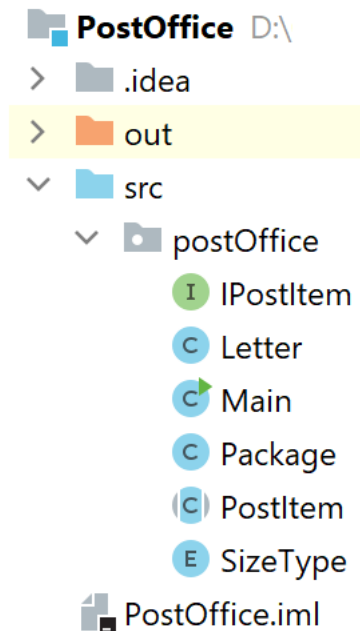 PostOffice D:\
.idea
out
src
postOffice
I IPostItem
C Letter
C Main
C Package
C PostItem
E SizeType
PostOffice.iml